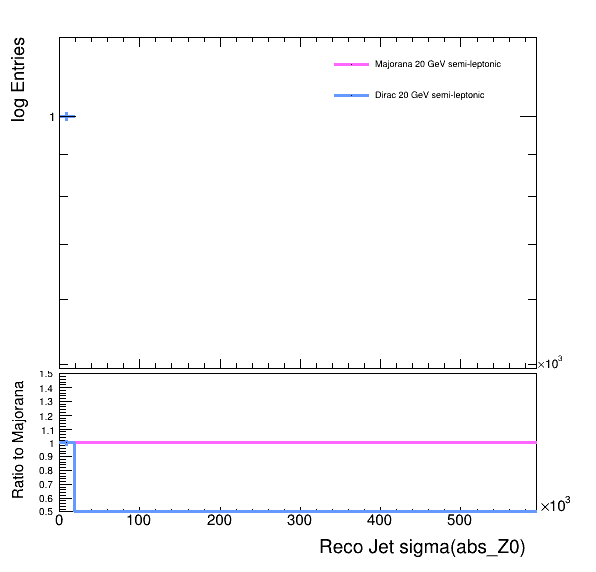 log Entries
Majorana 20 GeV semi-leptonic
Dirac 20 GeV semi-leptonic
1
×10³
Ratio to Majorana
1.5
1.4
1.3
1.2
1.1
1
0.9
0.8
0.7
0.6
0.5
0 100 200 300 400 500
×10³
Reco Jet sigma(abs_Z0)